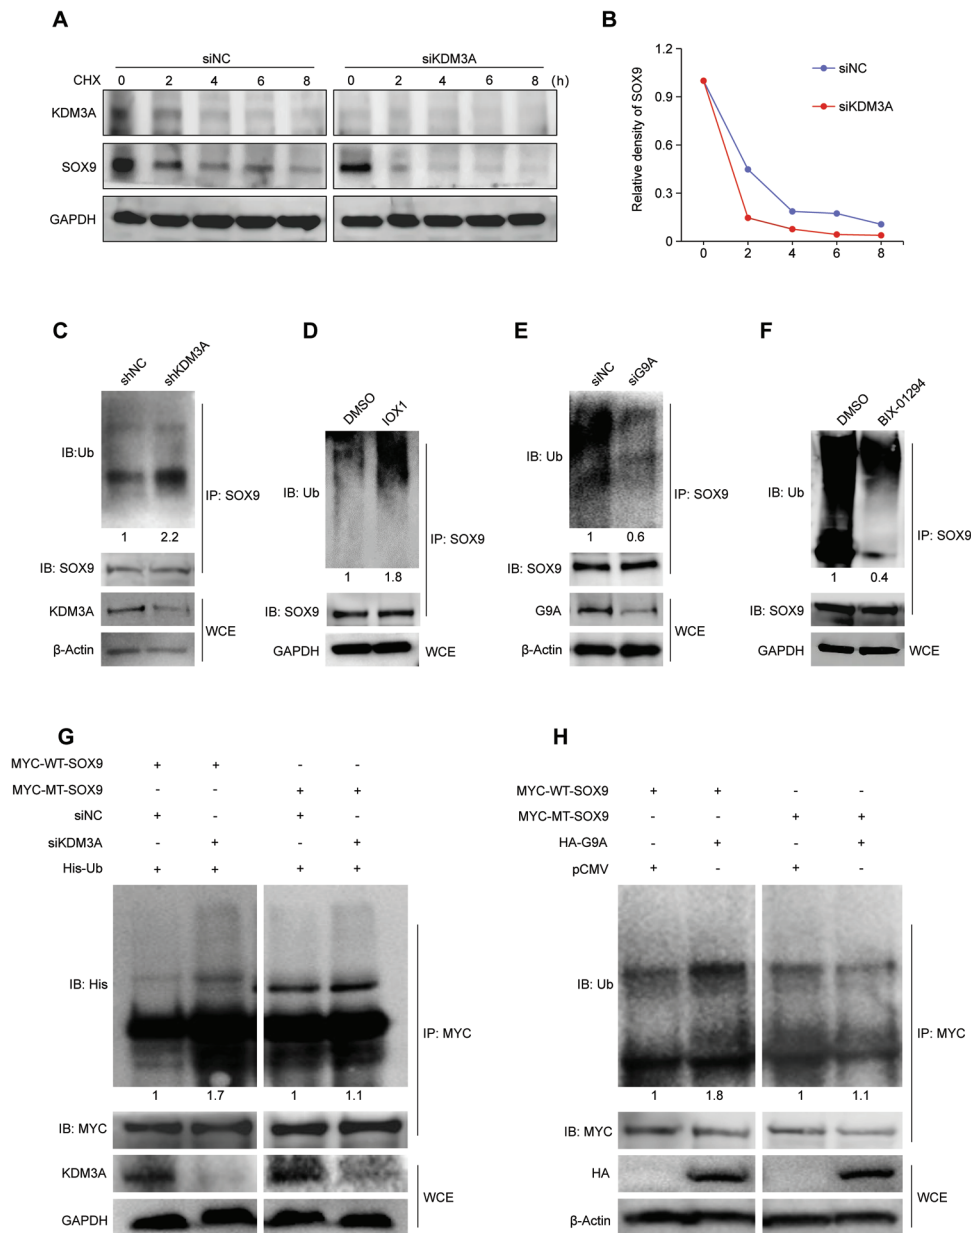 A
siNC siKDM3A
CHX 0 2 4 6 8 0 2 4 6 8 (h)
KDM3A
SOX9
GAPDH
B
Relative density of SOX9
1.2
0.9
0.6
0.3
0
0 2 4 6 8
siNC
siKDM3A
C
shNC shKDM3A
IB:Ub
1 2.2
IB: SOX9
KDM3A
β-Actin
IP: SOX9
WCE
D
DMSO IOX1
IB: Ub
1 1.8
IB: SOX9
GAPDH
IP: SOX9
WCE
E
siNC siG9A
IB: Ub
1 0.6
IB: SOX9
G9A
β-Actin
IP: SOX9
WCE
F
DMSO BIX-01294
IB: Ub
1 0.4
IB: SOX9
GAPDH
IP: SOX9
WCE
G
MYC-WT-SOX9 + + - -
MYC-MT-SOX9 - - + +
siNC + - + -
siKDM3A - + - +
His-Ub + + + +
IB: His
1 1.7 1 1.1
IB: MYC
KDM3A
GAPDH
IP: MYC
WCE
H
MYC-WT-SOX9 + + - -
MYC-MT-SOX9 - - + +
HA-G9A - + - +
pCMV + - + -
IB: Ub
1 1.8 1 1.1
IB: MYC
HA
β-Actin
IP: MYC
WCE